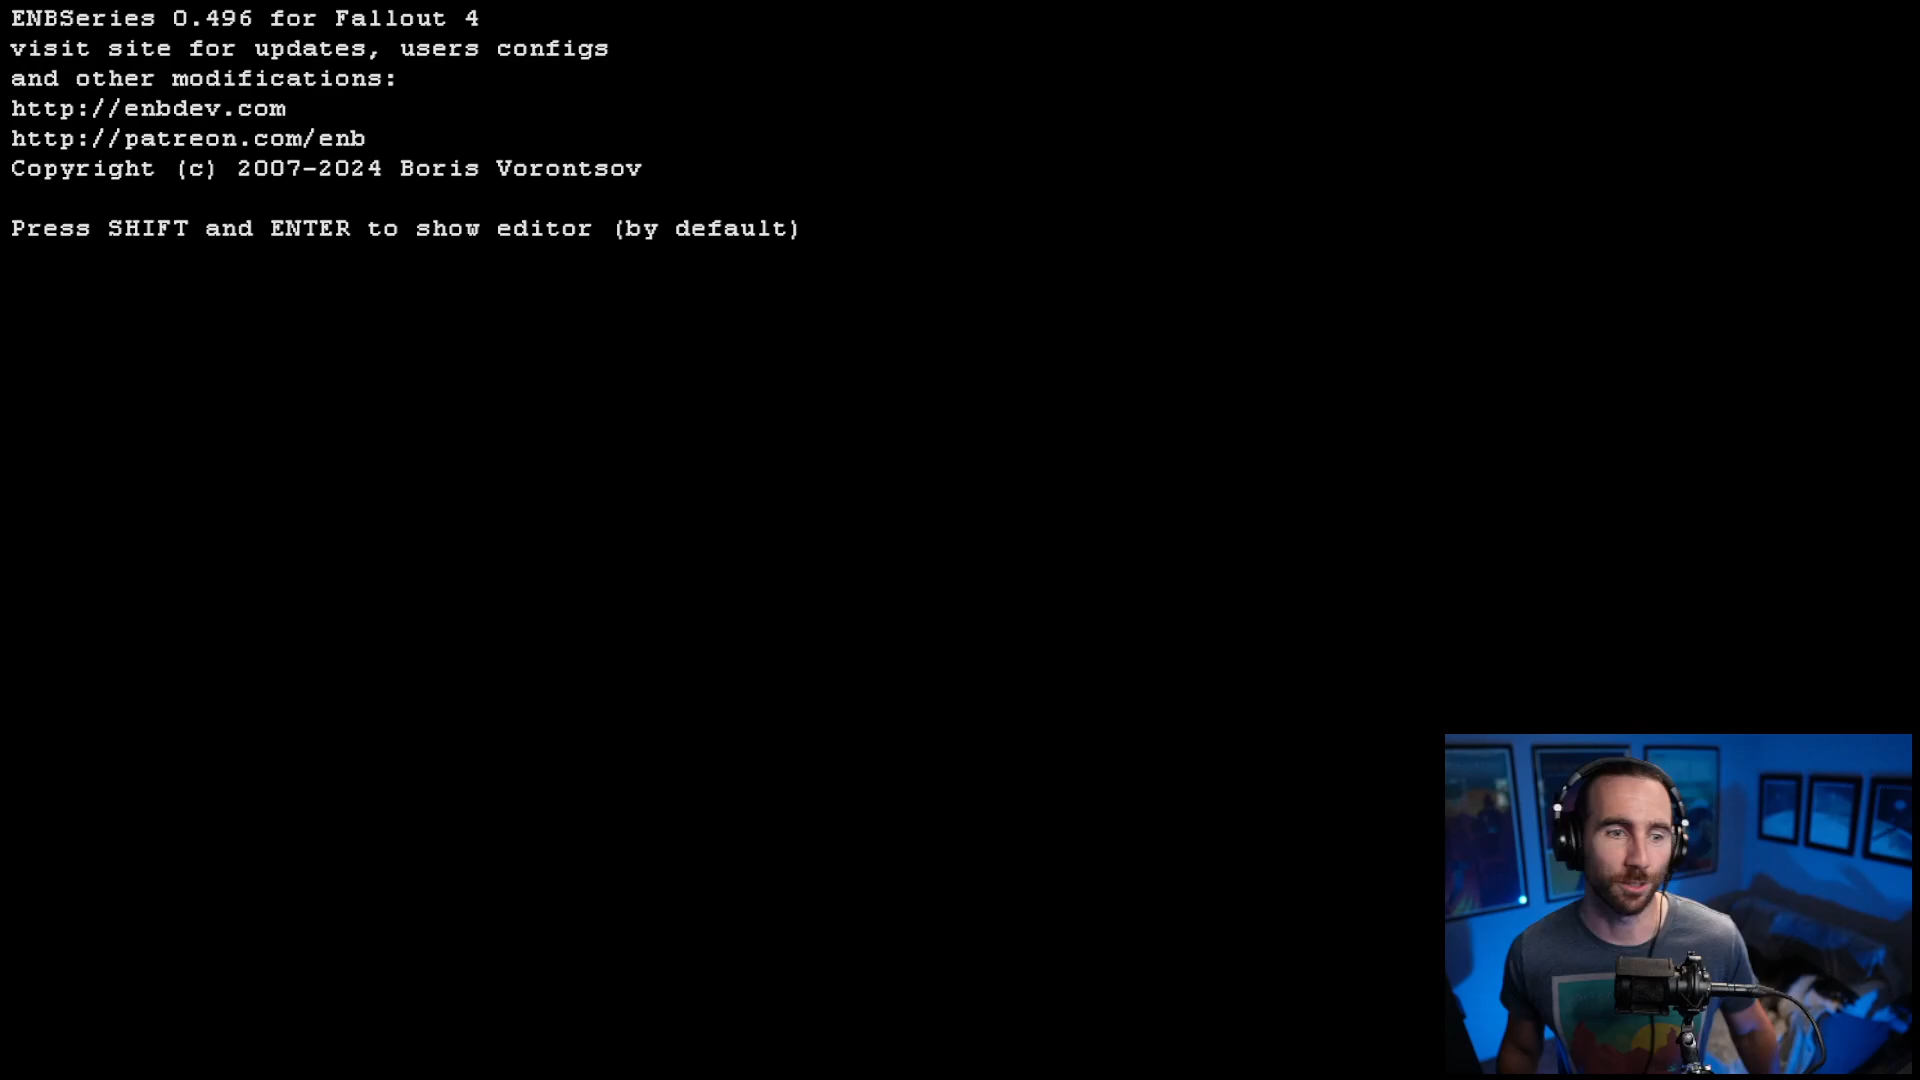 ENBSeries 0.496 for Fallout 4
visit site for updates, users configs
and other modifications:
http://enbdev.com
http://patreon.com/enb
Copyright (c) 2007-2024 Boris Vorontsov
Press SHIFT and ENTER to show editor (by default)